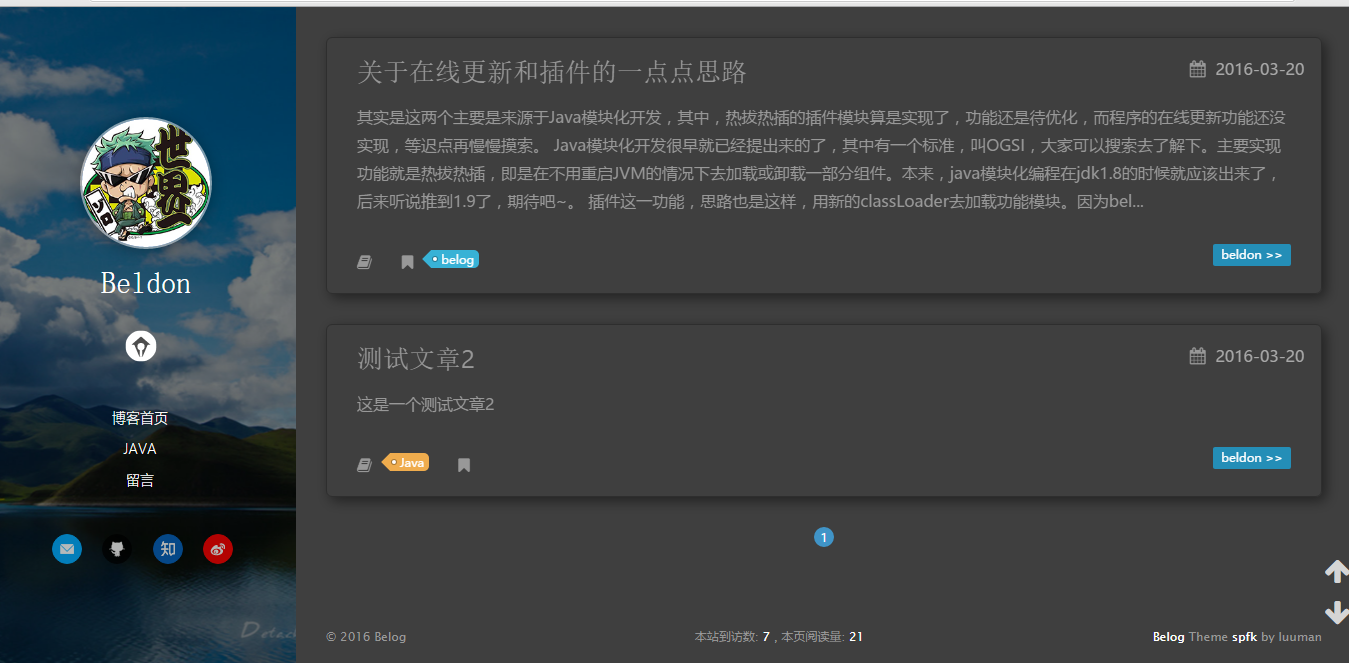 世界一
Beldon
博客首页
JAVA
留言
知
关于在线更新和插件的一点点思路
2016-03-20
其实是这两个主要是来源于Java模块化开发，其中，热拔热插的插件模块算是实现了，功能还是待优化，而程序的在线更新功能还没
实现，等迟点再慢慢摸索。 Java模块化开发很早就已经提出来的了，其中有一个标准，叫OGSI，大家可以搜索去了解下。主要实现
功能就是热拔热插，即是在不用重启JVM的情况下去加载或卸载一部分组件。本来，java模块化编程在jdk1.8的时候就应该出来了，
后来听说推到1.9了，期待吧~。 插件这一功能，思路也是这样，用新的classLoader去加载功能模块。因为bel...
belog
beldon >>
测试文章2
2016-03-20
这是一个测试文章2
Java
beldon >>
1
© 2016 Belog
本站到访数: 7 , 本页阅读量: 21
Belog Theme spfk by luuman